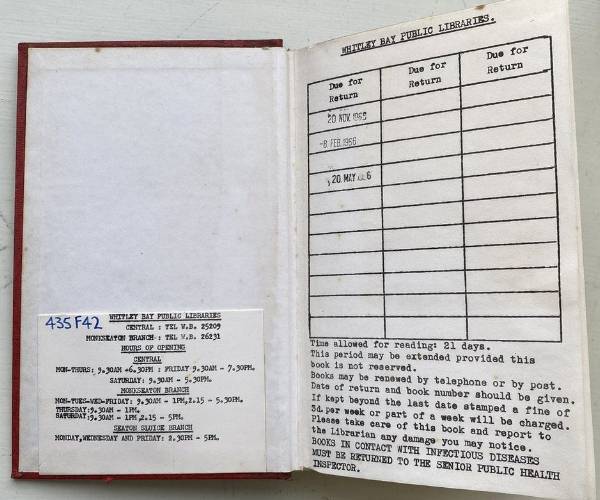 435F42
WHITLEY BAY PUBLIC LIBRARIES
CENTRAL : TEL W.B. 25209
MONKSEATON BRANCH : TEL W.B. 26231
HOURS OF OPENING
CENTRAL
MON-THURS: 9.30AM -6.30PM : FRIDAY 9.30AM - 7.30PM.
SATURDAY: 9.30AM - 5.30PM.
MONKSEATON BRANCH
MON-TUES-WED-FRIDAY: 9.30AM - 1PM,2.15 - 5.30PM.
THURSDAY:9.30AM - 1PM.
SATURDAY:9.30AM - 1PM,2.15 - 5PM.
SEATON SLUICE BRANCH
MONDAY,WEDNESDAY AND FRIDAY: 2.30PM - 5PM.
WHITLEY BAY PUBLIC LIBRARIES.
Due for Return
Due for Return
Due for Return
20 NOV 1965
-8 FEB 1966
20 MAY
Time allowed for reading: 21 days.
This period may be extended provided this
book is not reserved.
Books may be renewed by telephone or by post.
Date of return and book number should be given.
If kept beyond the last date stamped a fine of
3d. per week or part of a week will be charged.
Please take care of this book and report to
the Librarian any damage you may notice.
BOOKS IN CONTACT WITH INFECTIOUS DISEASES
MUST BE RETURNED TO THE SENIOR PUBLIC HEALTH
INSPECTOR.